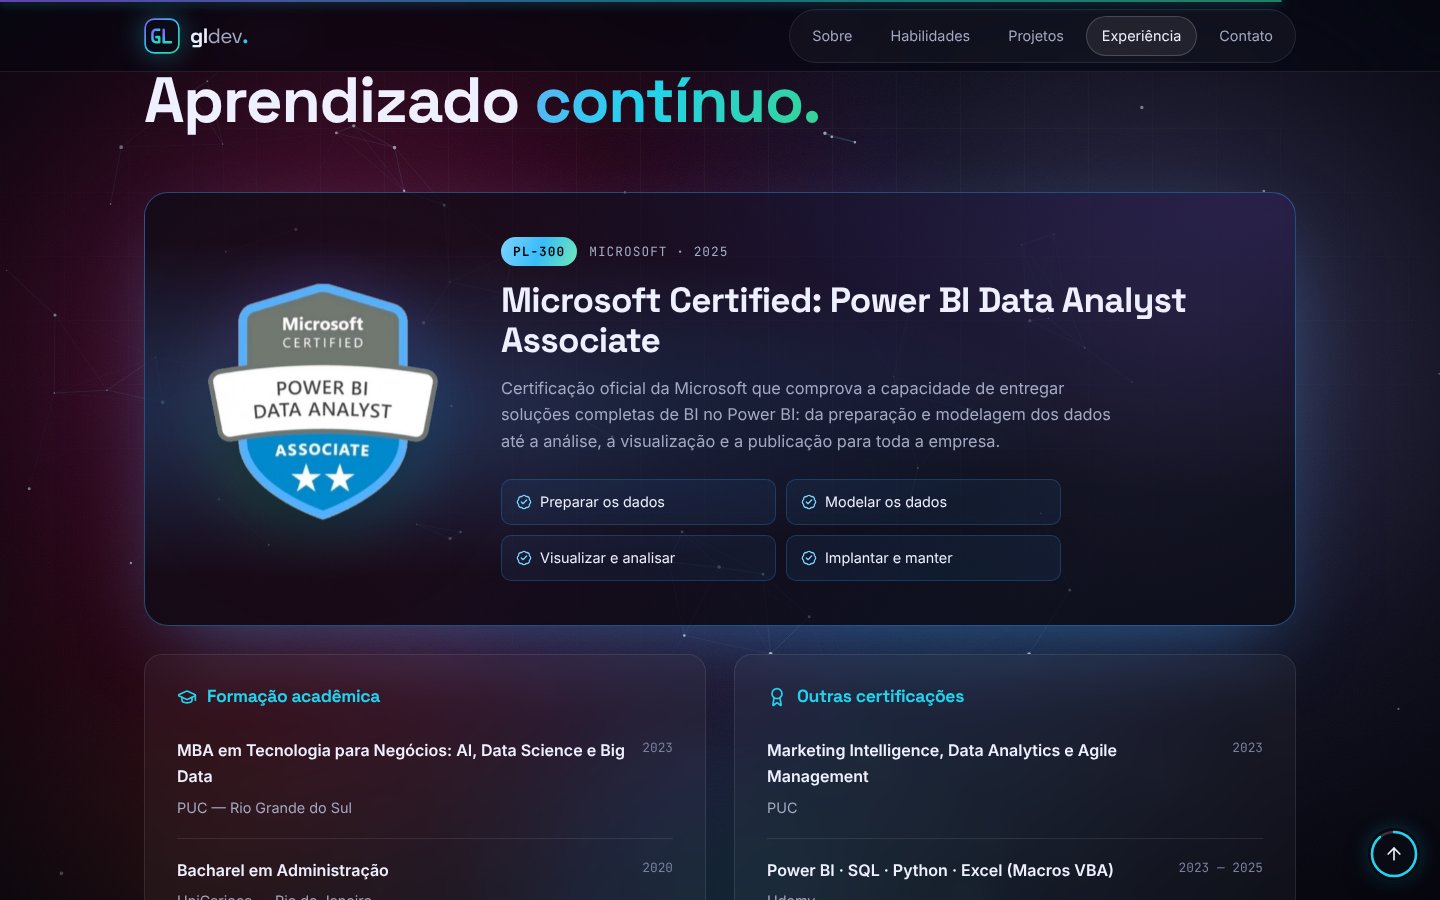 GL gldev.
Sobre Habilidades Projetos Experiência Contato
Aprendizado contínuo.
Microsoft
CERTIFIED
POWER BI
DATA ANALYST
ASSOCIATE
PL-300 MICROSOFT · 2025
Microsoft Certified: Power BI Data Analyst
Associate
Certificação oficial da Microsoft que comprova a capacidade de entregar
soluções completas de BI no Power BI: da preparação e modelagem dos dados
até a análise, a visualização e a publicação para toda a empresa.
Preparar os dados
Modelar os dados
Visualizar e analisar
Implantar e manter
Formação acadêmica
MBA em Tecnologia para Negócios: AI, Data Science e Big 2023
Data
PUC — Rio Grande do Sul
Bacharel em Administração 2020
Outras certificações
Marketing Intelligence, Data Analytics e Agile 2023
Management
PUC
Power BI · SQL · Python · Excel (Macros VBA) 2023 — 2025
Udemy